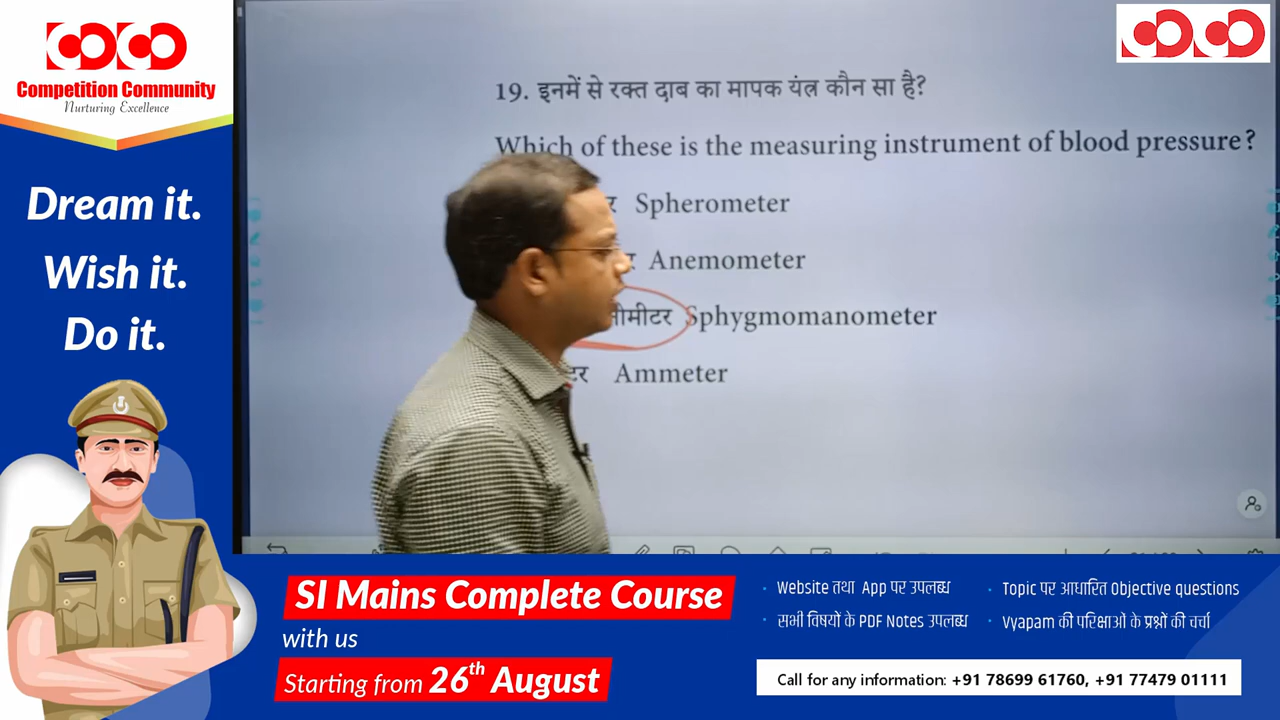 COCO
Competition Community
Nurturing Excellence
Dream it.
Wish it.
Do it.
19. इनमें से रक्त दाब का मापक यंत्र कौन सा है?
Which of these is the measuring instrument of blood pressure?
Spherometer
Anemometer
Sphygmomanometer
Ammeter
SI Mains Complete Course
with us
Starting from 26th August
· Website तथा App पर उपलब्ध
· सभी विषयों के PDF Notes उपलब्ध
· Topic पर आधारित Objective questions
· Vyapam की परिक्षाओं के प्रश्नों की चर्चा
Call for any information: +91 78699 61760, +91 77479 01111